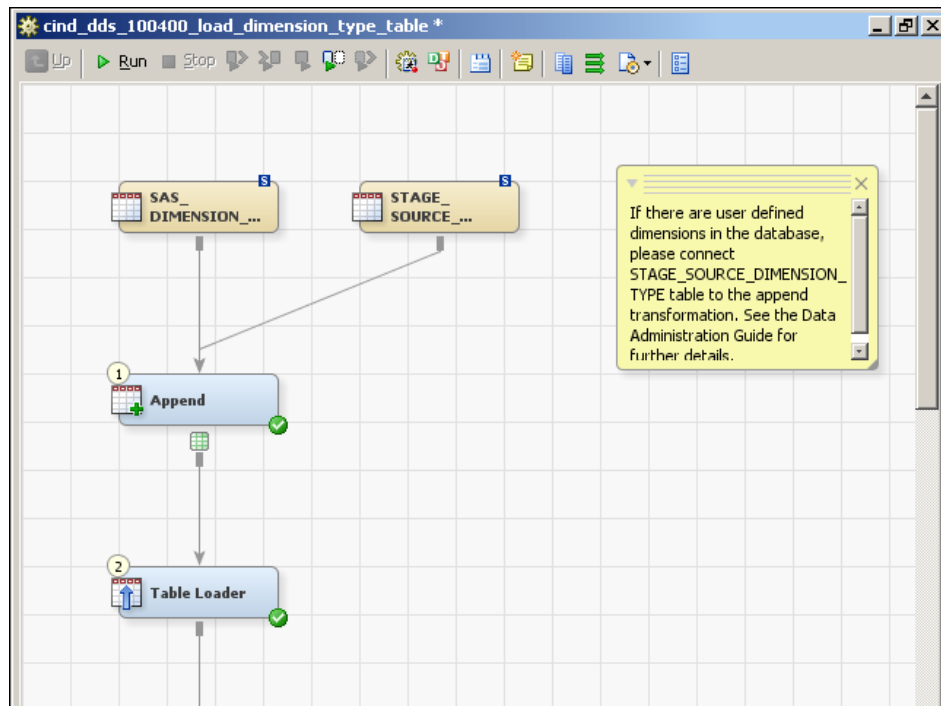 cind_dds_100400_load_dimension_type_table *
Up Run Stop
S
S
SAS_
DIMENSION_...
STAGE_
SOURCE_...
If there are user defined
dimensions in the database,
please connect
STAGE_SOURCE_DIMENSION_
TYPE table to the append
transformation. See the Data
Administration Guide for
further details.
1
Append
2
Table Loader